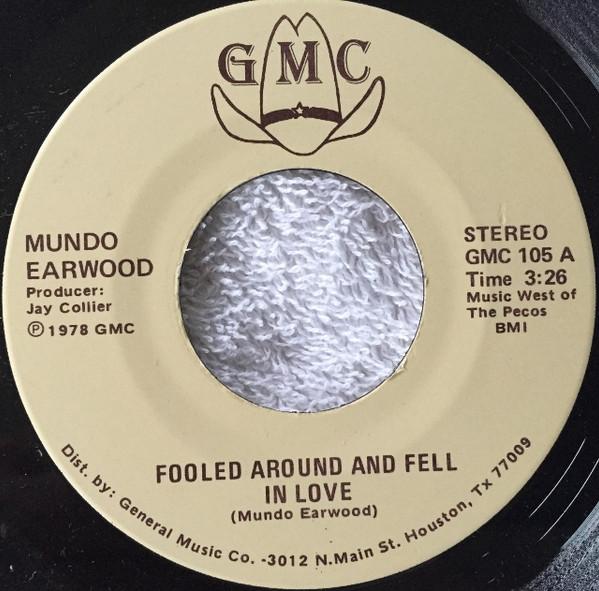 GMC
MUNDO
EARWOOD
Producer:
Jay Collier
Ⓟ 1978 GMC
STEREO
GMC 105 A
Time 3:26
Music West of
The Pecos
BMI
FOOLED AROUND AND FELL
IN LOVE
(Mundo Earwood)
Dist. by: General Music Co. -3012 N.Main St. Houston, Tx 77009